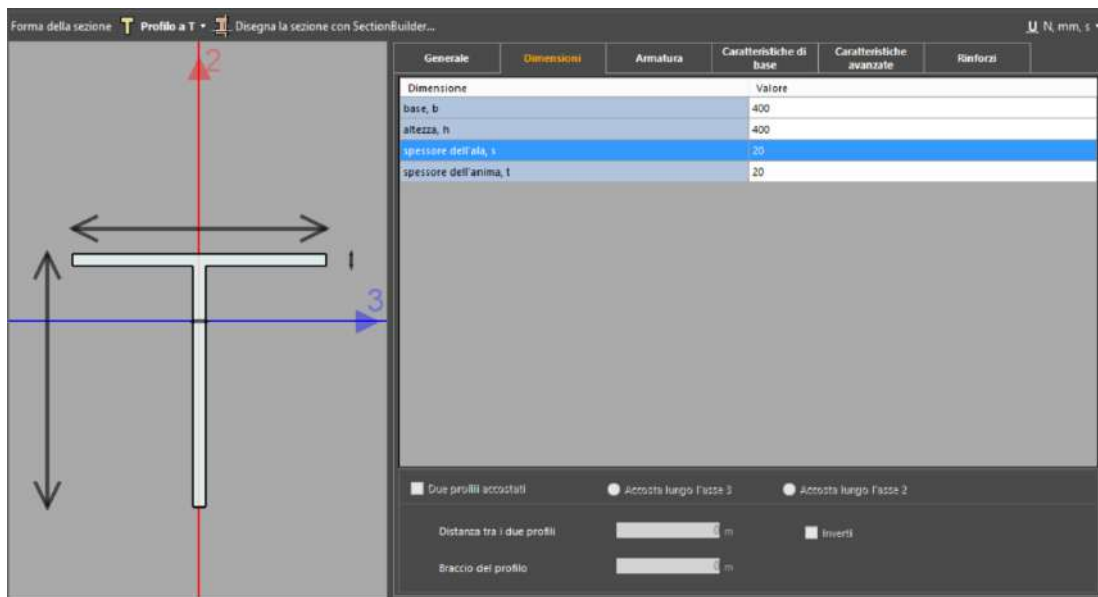 Forma della sezione Profilo a T Disegna la sezione con SectionBuilder... U N, mm, s
Generale Dimensioni Armatura Caratteristiche di base Caratteristiche avanzate Rinforzi
Dimensione Valore
base, b 400
altezza, h 400
spessore dell'ala, s 20
spessore dell'anima, t 20
2
3
Due profili accostati Accosta lungo l'asse 3 Accosta lungo l'asse 2
Distanza tra i due profili 0 m Inverti
Braccio del profilo 0 m